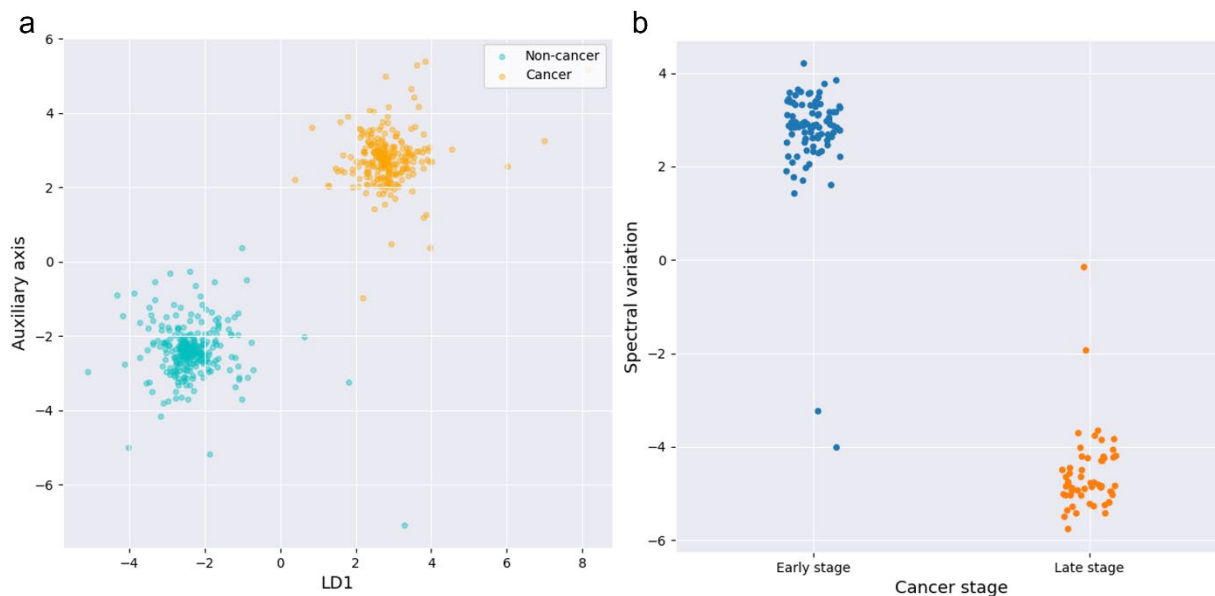 a
6
4
2
0
−2
−4
−6
Auxiliary axis
−4 −2 0 2 4 6 8
LD1
Non-cancer
Cancer
b
4
2
0
−2
−4
−6
Spectral variation
Early stage Late stage
Cancer stage